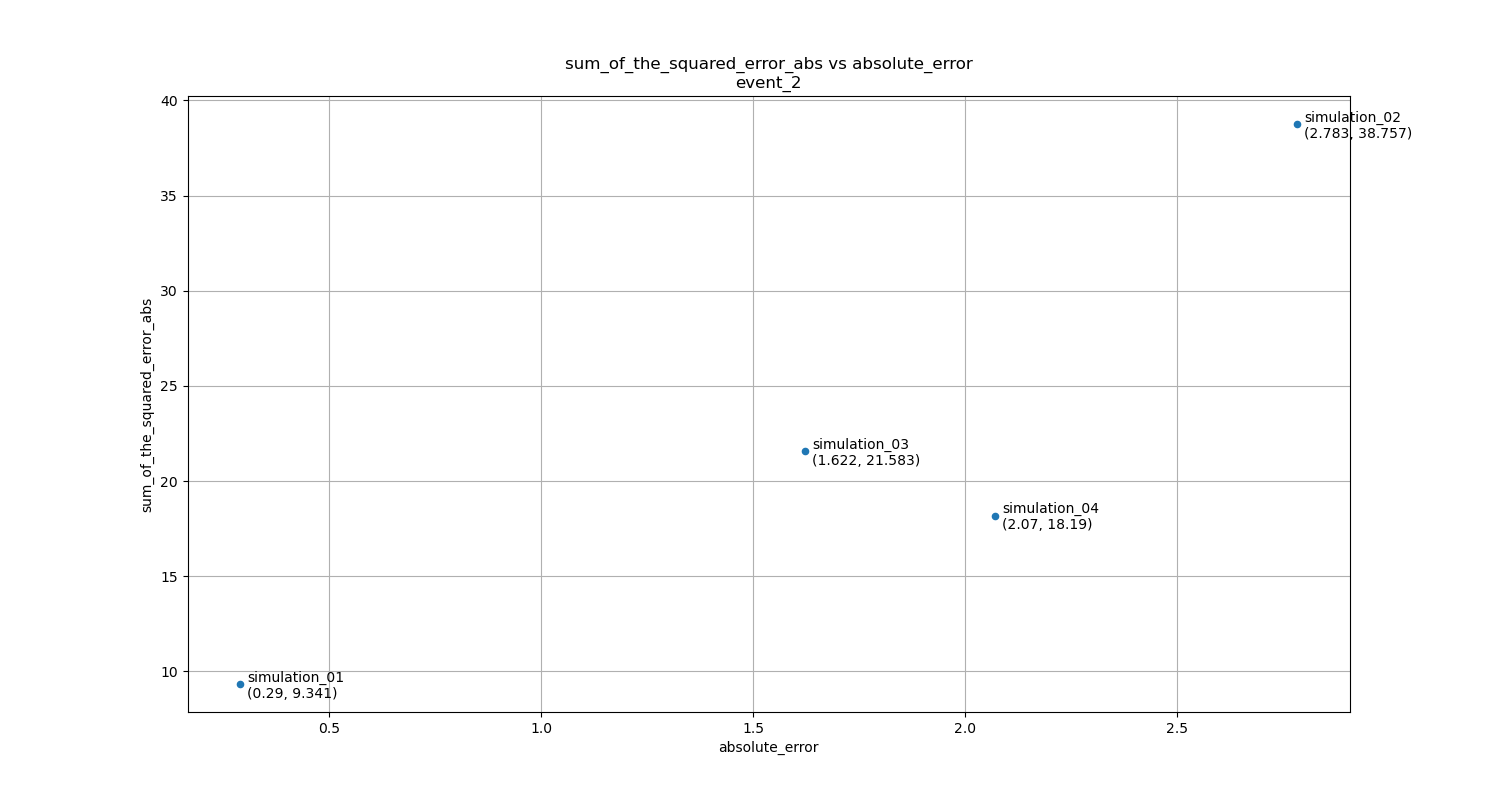 sum_of_the_squared_error_abs vs absolute_error
event_2
sum_of_the_squared_error_abs
40
35
30
25
20
15
10
simulation_02
(2.783, 38.757)
simulation_03
(1.622, 21.583)
simulation_04
(2.07, 18.19)
simulation_01
(0.29, 9.341)
0.5
1.0
1.5
2.0
2.5
absolute_error